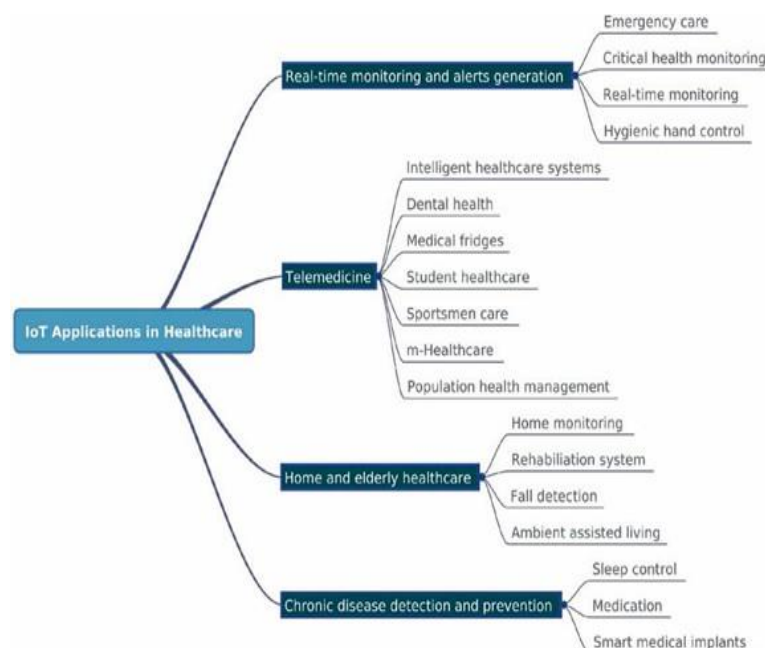 IoT Applications in Healthcare
Real-time monitoring and alerts generation
Emergency care
Critical health monitoring
Real-time monitoring
Hygienic hand control
Telemedicine
Intelligent healthcare systems
Dental health
Medical fridges
Student healthcare
Sportsmen care
m-Healthcare
Population health management
Home and elderly healthcare
Home monitoring
Rehabiliation system
Fall detection
Ambient assisted living
Chronic disease detection and prevention
Sleep control
Medication
Smart medical implants